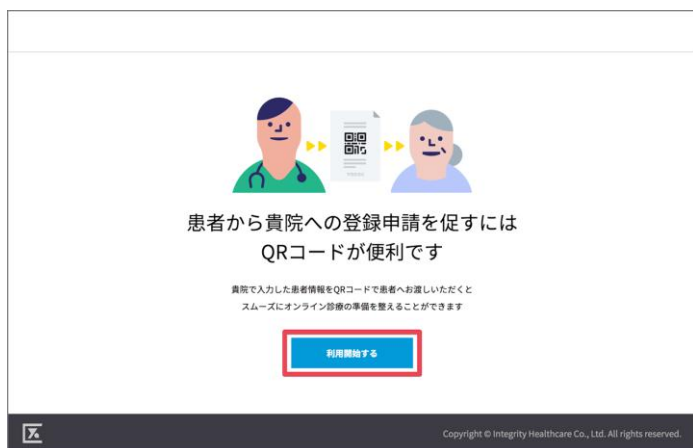 患者から貴院への登録申請を促すには
QRコードが便利です
貴院で入力した患者情報をQRコードで患者へお渡しいただくと
スムーズにオンライン診療の準備を整えることができます
利用開始する
Copyright © Integrity Healthcare Co., Ltd. All rights reserved.